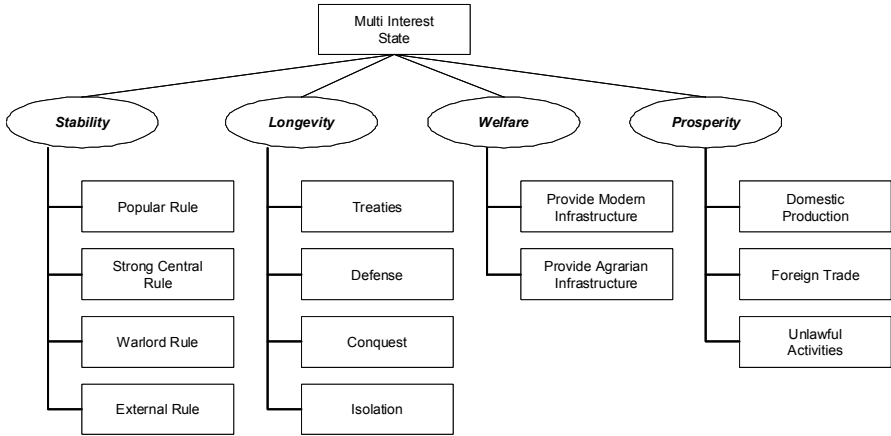 Multi Interest
State
Stability
Longevity
Welfare
Prosperity
Popular Rule
Treaties
Provide Modern
Infrastructure
Domestic
Production
Strong Central
Rule
Defense
Provide Agrarian
Infrastructure
Foreign Trade
Warlord Rule
Conquest
Unlawful
Activities
External Rule
Isolation